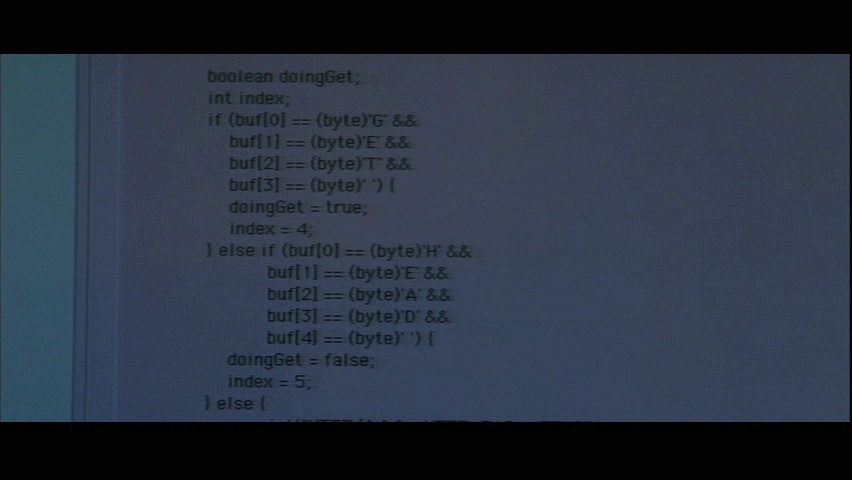 boolean doingGet;
int index;
if (buf[0] == (byte)'G' &&
buf[1] == (byte)'E' &&
buf[2] == (byte)'T' &&
buf[3] == (byte)' ') {
doingGet = true;
index = 4;
} else if (buf[0] == (byte)'H' &&
buf[1] == (byte)'E' &&
buf[2] == (byte)'A' &&
buf[3] == (byte)'D' &&
buf[4] == (byte)' ') {
doingGet = false;
index = 5;
} else {